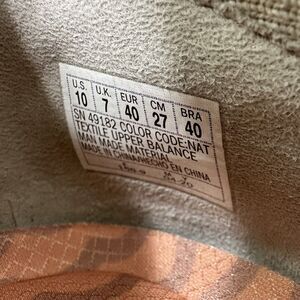 U.S. U.K. EUR CM BRA
10 7 40 27 40
SN 49182 COLOR CODE:NAT
TEXTILE UPPER BALANCE
MAN MADE MATERIAL
MADE IN CHINA/HECHO EN CHINA